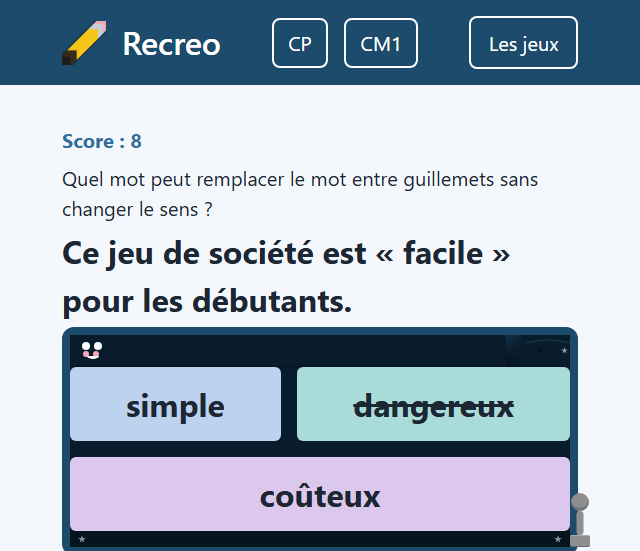 Recreo
CP
CM1
Les jeux
Score : 8
Quel mot peut remplacer le mot entre guillemets sans
changer le sens ?
Ce jeu de société est « facile »
pour les débutants.
simple
dangereux
coûteux